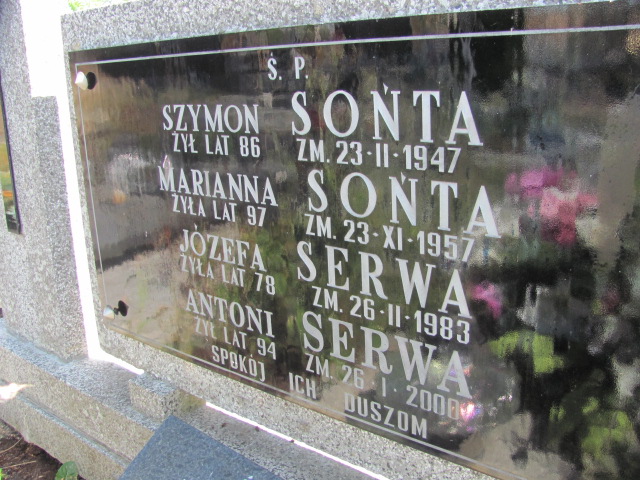 Ś. P.
SZYMON SOŃTA
ŻYŁ LAT 86 ZM. 23-II-1947
MARIANNA SOŃTA
ŻYŁA LAT 97 ZM. 23-XI-1957
JÓZEFA SERWA
ŻYŁA LAT 78 ZM. 26-II-1983
ANTONI SERWA
ŻYŁ LAT 94 ZM. 26-I-2000
SPOKÓJ ICH DUSZOM